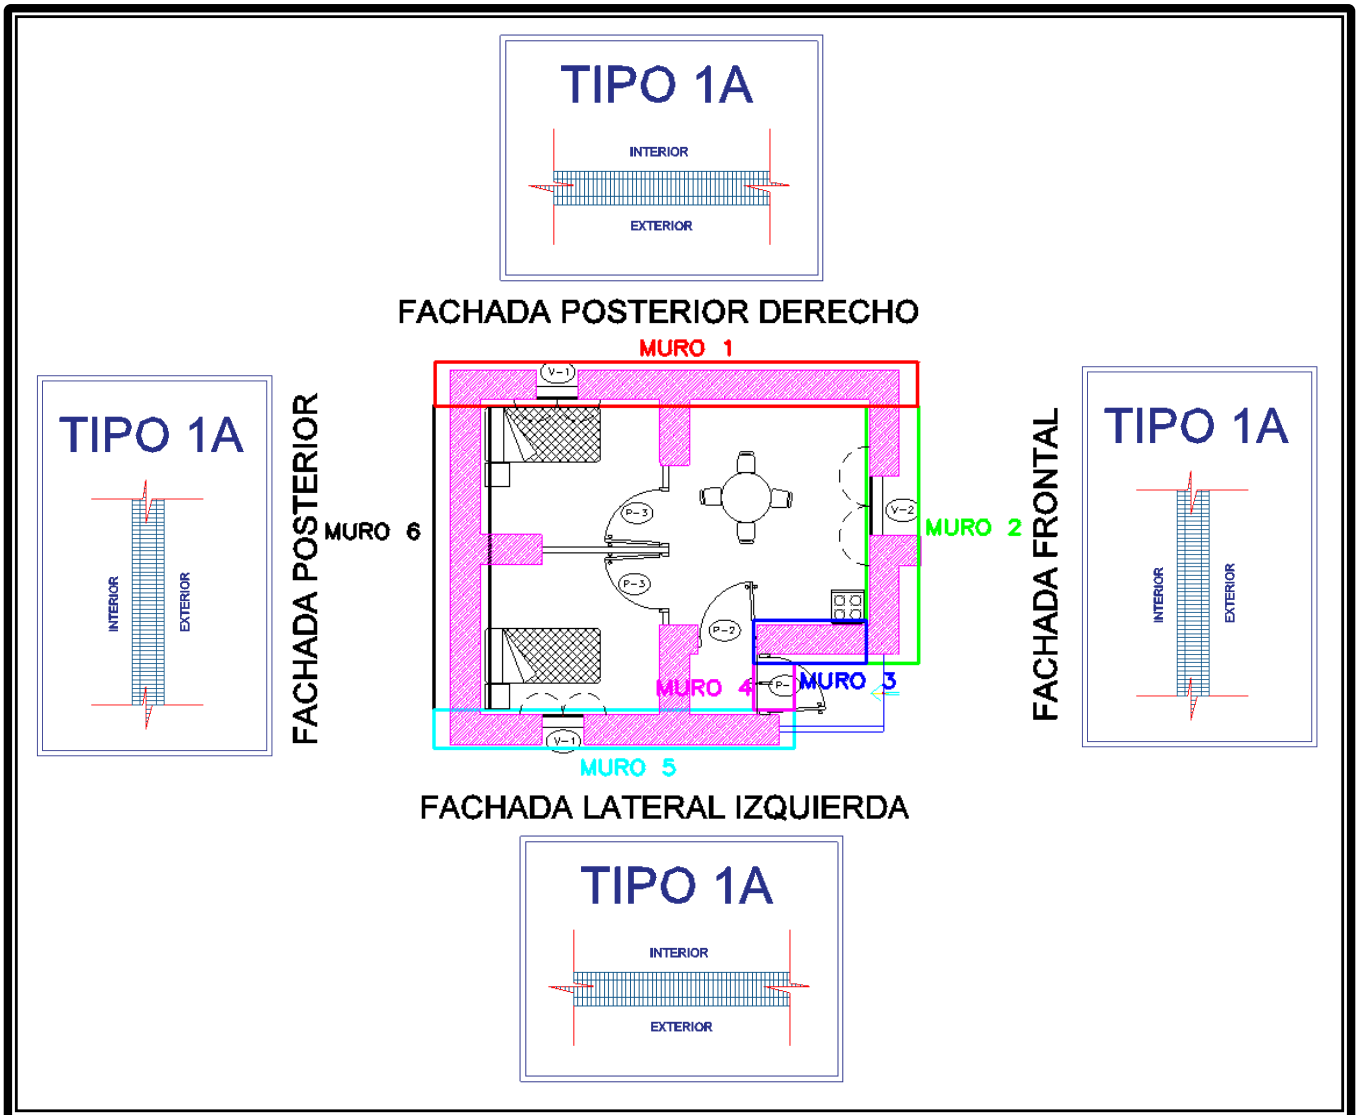 TIPO 1A
INTERIOR
EXTERIOR
FACHADA POSTERIOR DERECHO
MURO 1
V-1
TIPO 1A
INTERIOR
EXTERIOR
FACHADA POSTERIOR
MURO 6
P-3
P-3
P-2
V-2
MURO 2
FACHADA FRONTAL
TIPO 1A
INTERIOR
EXTERIOR
MURO 4
P-
MURO 3
V-1
MURO 5
FACHADA LATERAL IZQUIERDA
TIPO 1A
INTERIOR
EXTERIOR